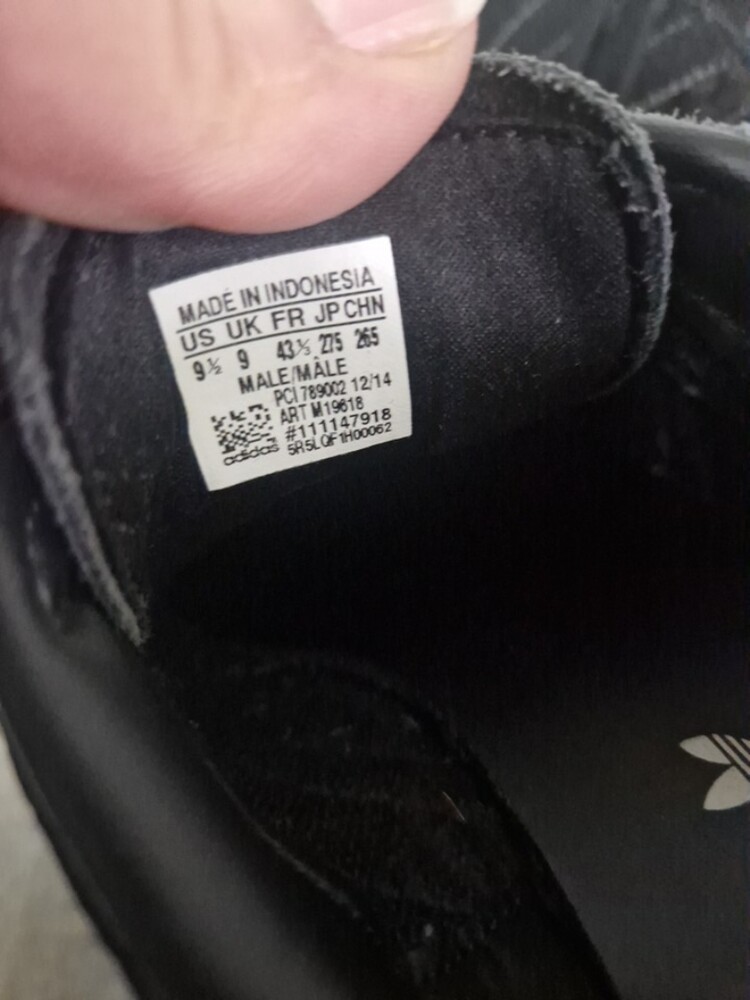 MADE IN INDONESIA
US UK FR JP CHN
9½ 9 43⅓ 275 265
MALE/MÂLE
PCI 789002 12/14
ART M19618
#111147918
adidas 5R5LQF1H00062